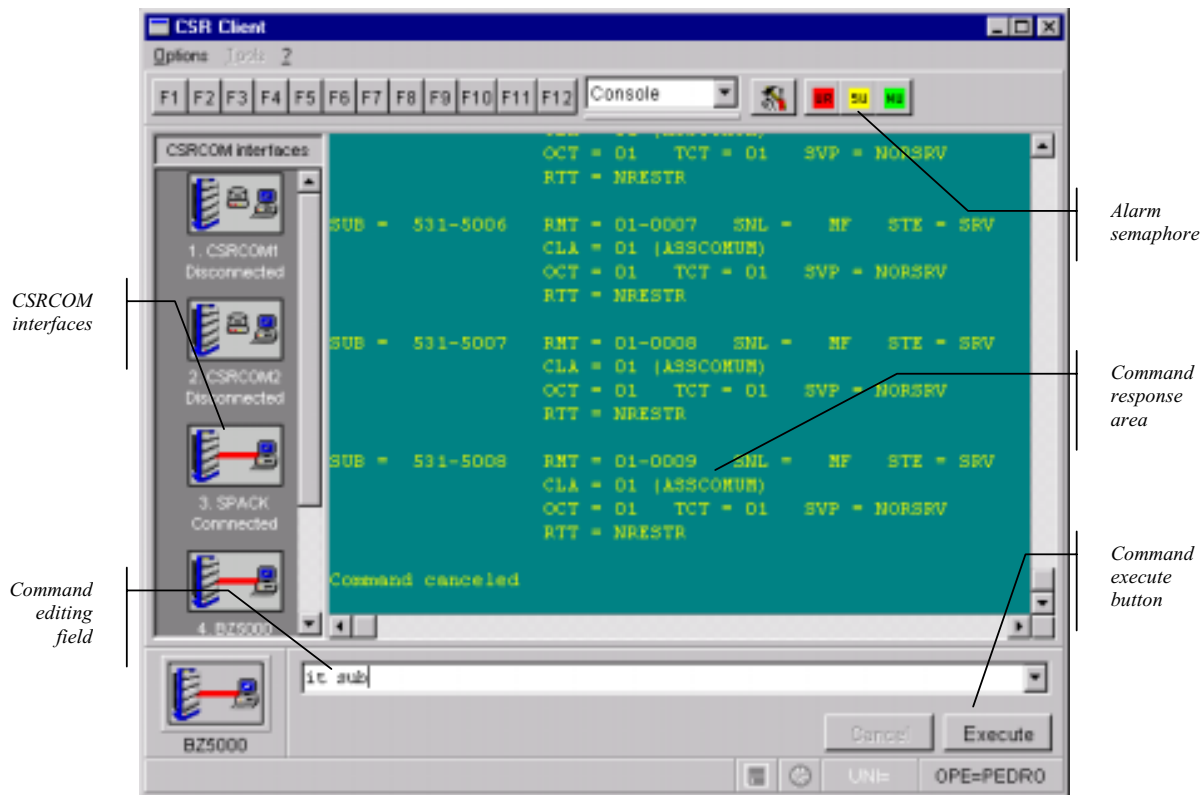 CSR Client
Options Tools ?
F1 F2 F3 F4 F5 F6 F7 F8 F9 F10 F11 F12 Console UR SU NU
CSRCOM interfaces
1. CSRCOM1
Disconnected
2. CSRCOM2
Disconnected
3. SPACK
Connnected
4. BZ5000
OCT = 01 TCT = 01 SVP = NORSRV
RTT = NRESTR
SUB = 531-5006 RMT = 01-0007 SNL = MF STE = SRV
CLA = 01 (ASSCOMUM)
OCT = 01 TCT = 01 SVP = NORSRV
RTT = NRESTR
SUB = 531-5007 RMT = 01-0008 SNL = MF STE = SRV
CLA = 01 (ASSCOMUM)
OCT = 01 TCT = 01 SVP = NORSRV
RTT = NRESTR
SUB = 531-5008 RMT = 01-0009 SNL = MF STE = SRV
CLA = 01 (ASSCOMUM)
OCT = 01 TCT = 01 SVP = NORSRV
RTT = NRESTR
Command canceled
BZ5000
it sub
Cancel Execute
UNI= OPE=PEDRO
CSRCOM
interfaces
Command
editing
field
Alarm
semaphore
Command
response
area
Command
execute
button